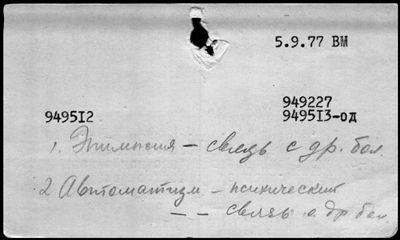 5.9.77 ВМ
949227
949512 949513-од
1. Эпилепсия – связь с др. бол.
2 Автоматизм – психический
– – связь с др бол.